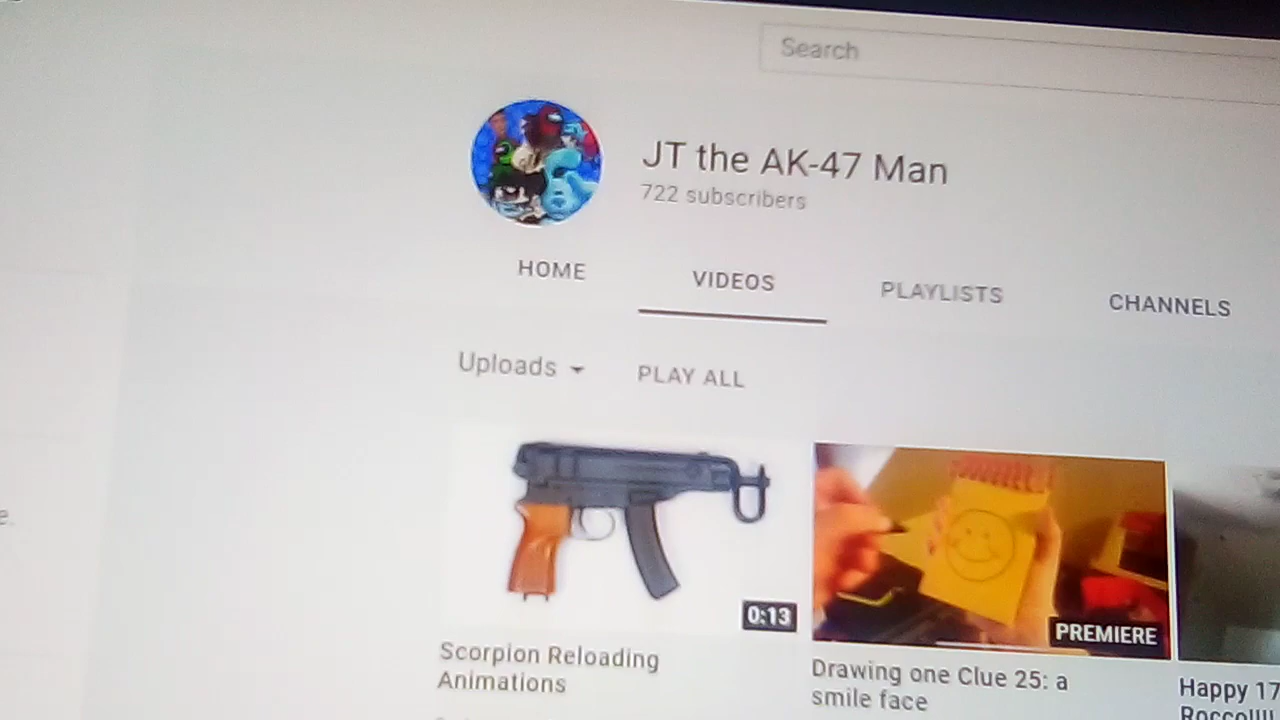 Search
JT the AK-47 Man
722 subscribers
HOME
VIDEOS
PLAYLISTS
CHANNELS
Uploads
PLAY ALL
0:13
PREMIERE
Scorpion Reloading
Animations
Drawing one Clue 25: a
smile face
Happy 17
Rocco!!!!
e.